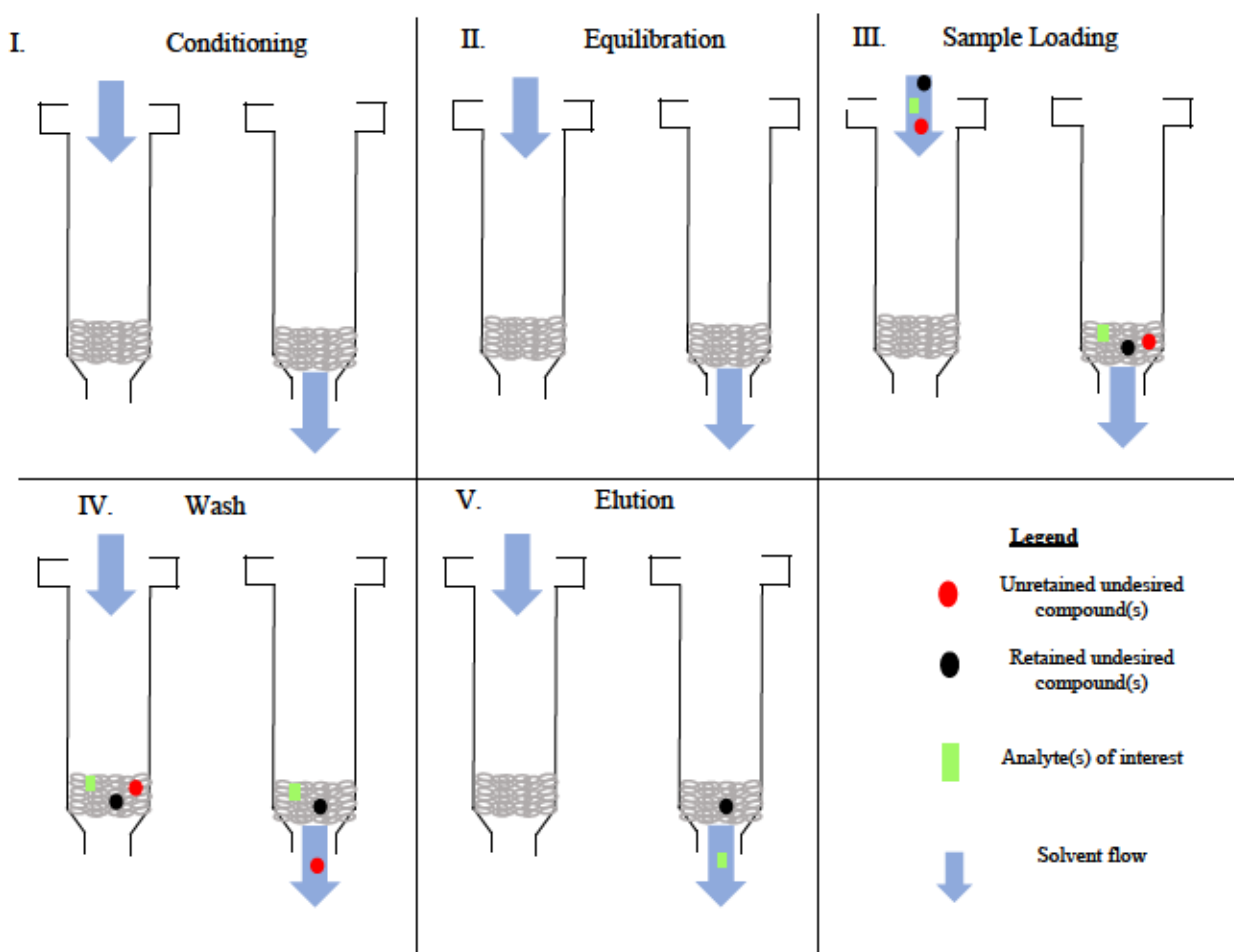 I. Conditioning
II. Equilibration
III. Sample Loading
IV. Wash
V. Elution
Legend
Unretained undesired
compound(s)
Retained undesired
compound(s)
Analyte(s) of interest
Solvent flow